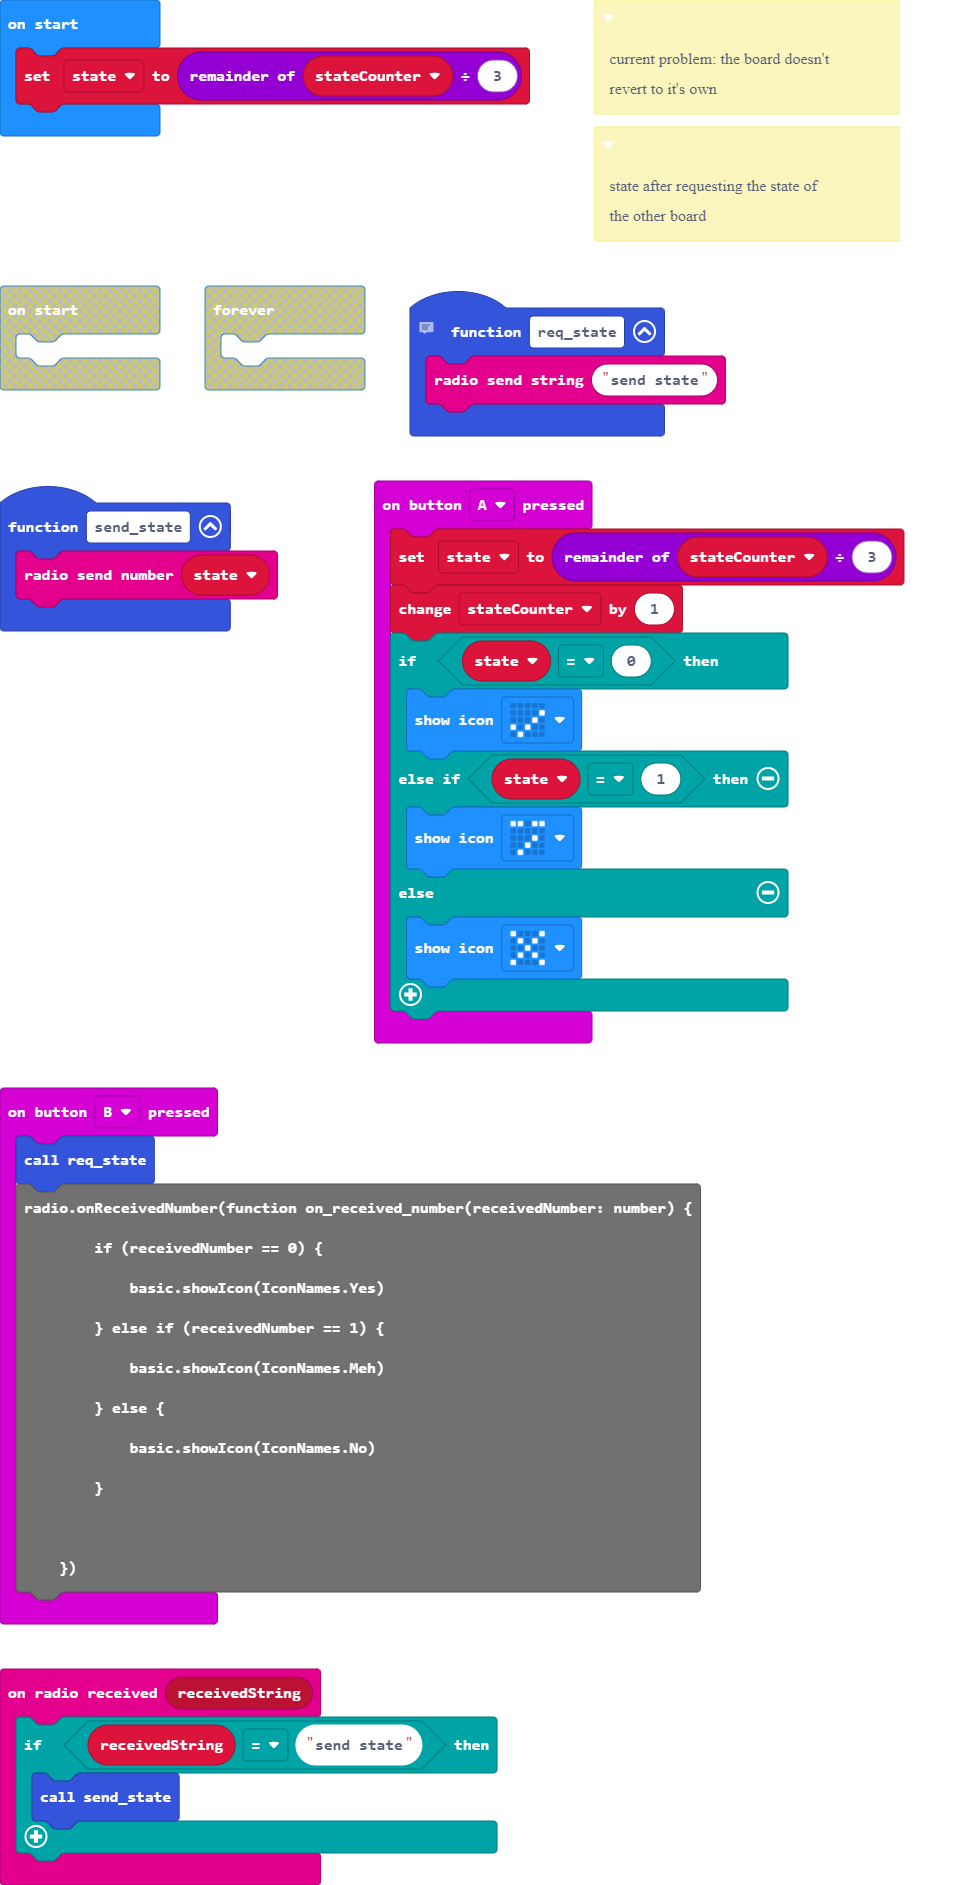 on start
set state to remainder of stateCounter ÷ 3
current problem: the board doesn't
revert to it's own
state after requesting the state of
the other board
on start
forever
function req_state
radio send string "send state"
function send_state
radio send number state
on button A pressed
set state to remainder of stateCounter ÷ 3
change stateCounter by 1
if state = 0 then
show icon
else if state = 1 then
show icon
else
show icon
on button B pressed
call req_state
radio.onReceivedNumber(function on_received_number(receivedNumber: number) {
if (receivedNumber == 0) {
basic.showIcon(IconNames.Yes)
} else if (receivedNumber == 1) {
basic.showIcon(IconNames.Meh)
} else {
basic.showIcon(IconNames.No)
}
})
on radio received receivedString
if receivedString = "send state" then
call send_state